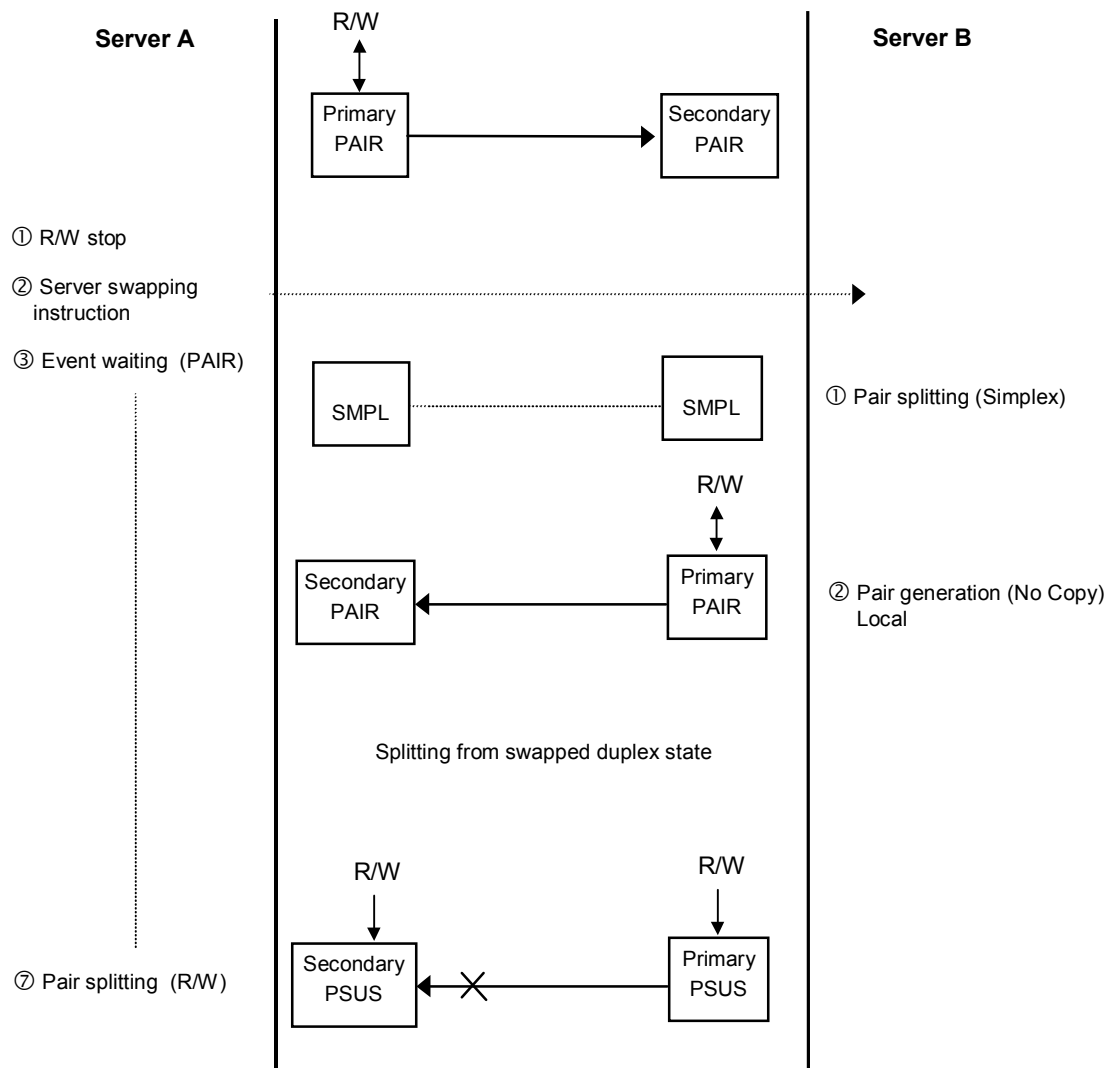 Server A
R/W
Server B
Primary
PAIR
Secondary
PAIR
① R/W stop
② Server swapping
instruction
③ Event waiting (PAIR)
SMPL
SMPL
① Pair splitting (Simplex)
R/W
Secondary
PAIR
Primary
PAIR
② Pair generation (No Copy)
Local
Splitting from swapped duplex state
R/W
R/W
⑦ Pair splitting (R/W)
Secondary
PSUS
Primary
PSUS